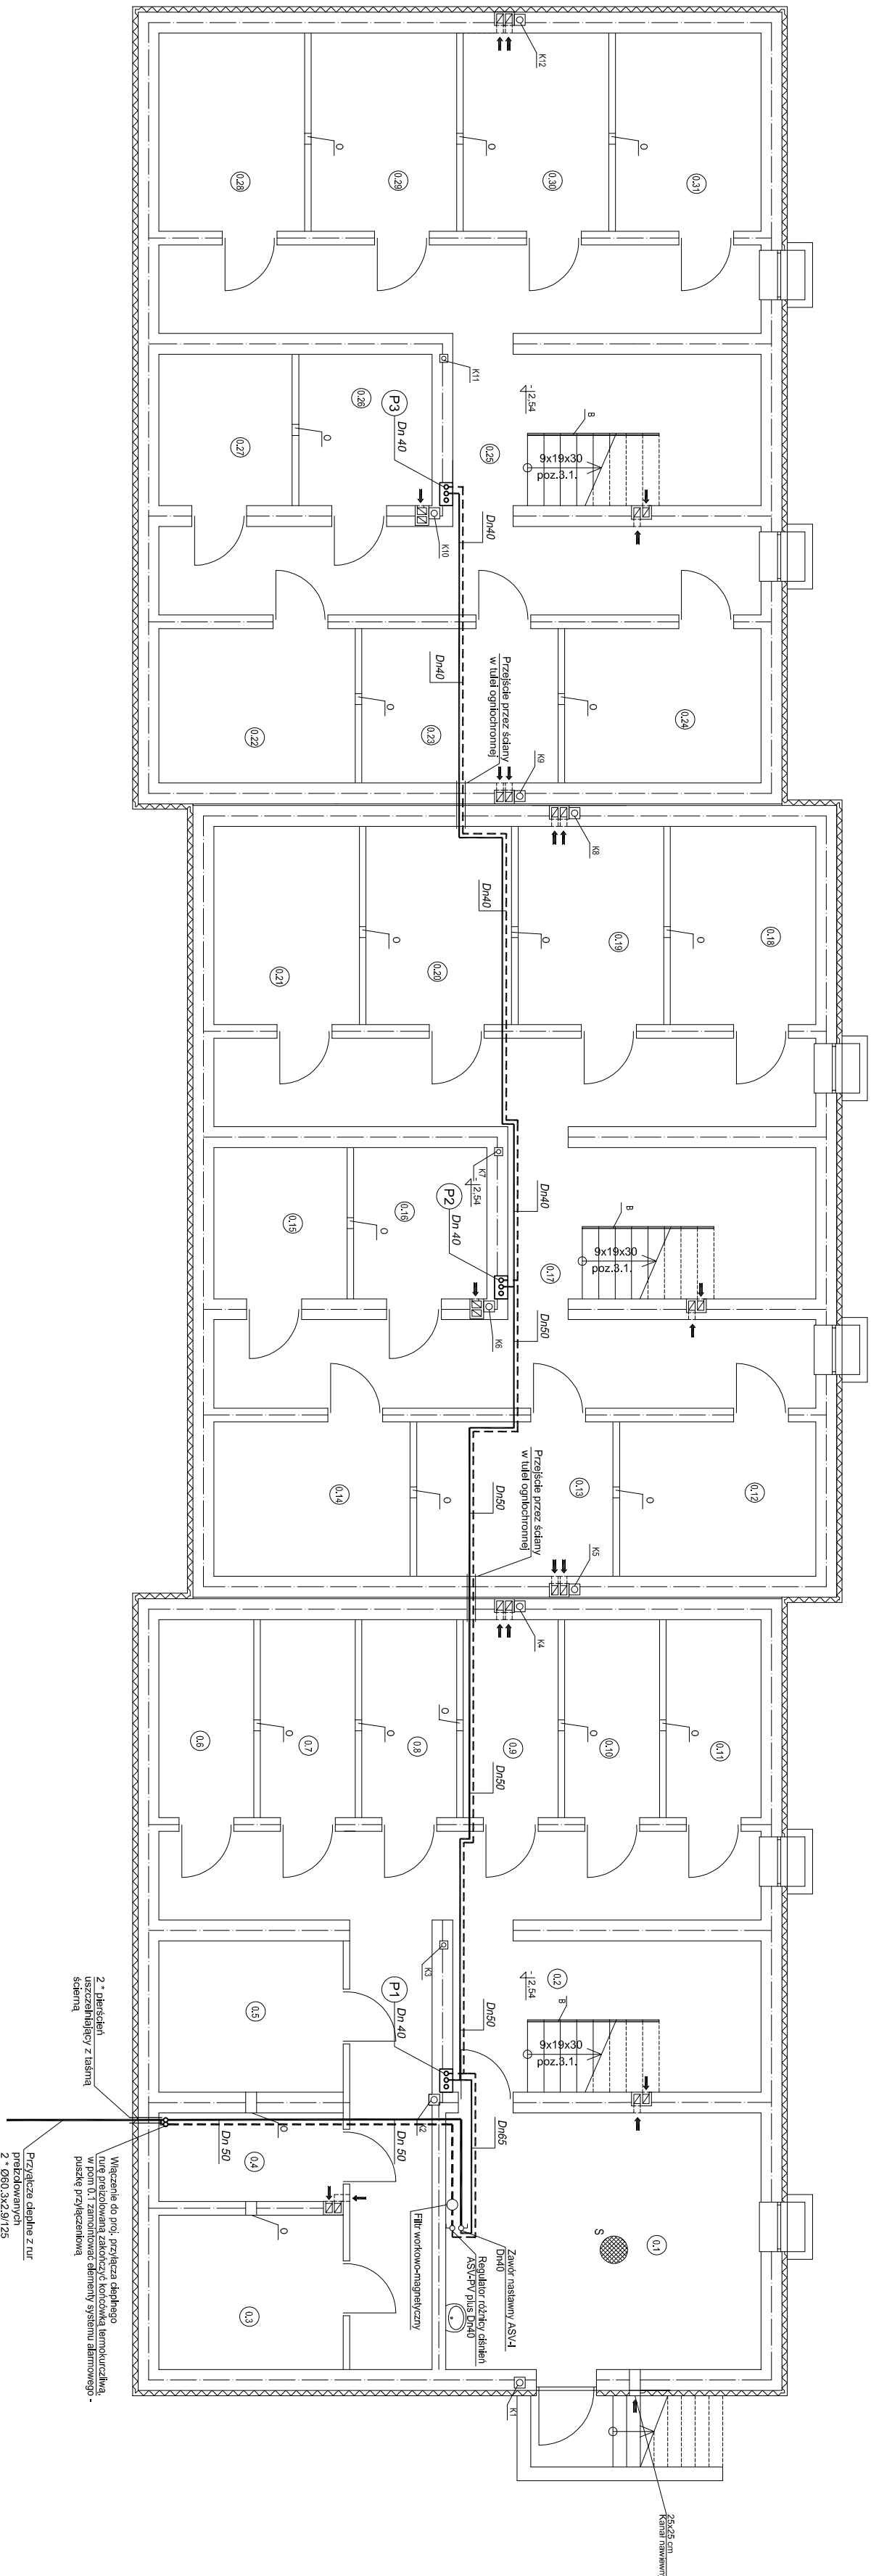 K12
O
O
O
0.28
0.29
0.30
0.31
K11
- 2.54
B
9x19x30
poz.3.1.
0.26
P3
Dn 40
0.27
0.25
K10
Dn40
Dn40
Przejście przez ściany
w tulei ogniochronnej
O
O
O
0.22
0.23
0.24
K9
K8
O
O
O
Dn40
0.18
0.19
0.20
0.21
K7
- 2.54
P2
Dn 40
0.16
0.15
O
Dn40
B
9x19x30
poz.3.1.
0.17
Dn50
K6
Przejście przez ściany
w tulei ogniochronnej
Dn50
O
O
0.14
0.13
0.12
K5
K4
O
O
O
O
O
0.6
0.7
0.8
0.9
0.10
0.11
Dn50
K3
0.2
- 2.54
B
9x19x30
poz.3.1.
P1
Dn 40
Dn50
0.5
2 * pierścień
uszczelniający z taśmą
ścierną
K2
Dn65
Dn 50
Dn 50
O
0.4
O
0.3
Filtr workowo-magnetyczny
Zawór nastawny ASV-I
Dn40
Regulator różnicy ciśnień
ASV-PV plus Dn40
S
0.1
Włączenie do proj. przyłącza cieplnego
rurę preizolowaną zakończyć końcówką termokurczliwą,
w pom 0.1 zamontować elementy systemu alarmowego -
puszkę przyłączeniową
Przyłącze cieplne z rur
preizolowanych
2 * Ø60.3x2.9/125
K1
25x25 cm